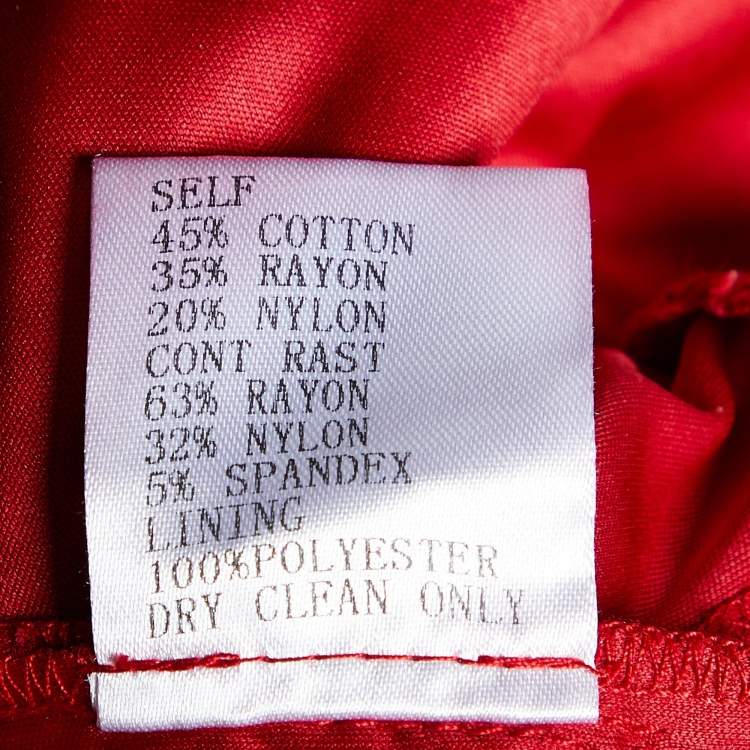 SELF
45% COTTON
35% RAYON
20% NYLON
CONT RAST
63% RAYON
32% NYLON
5% SPANDEX
LINING
100%POLYESTER
DRY CLEAN ONLY